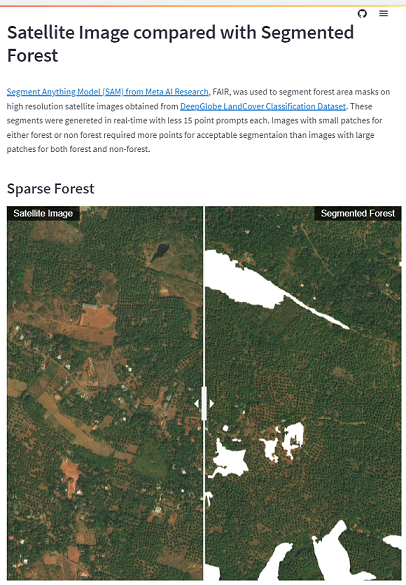 Satellite Image compared with Segmented
Forest
Segment Anything Model (SAM) from Meta AI Research, FAIR, was used to segment forest area masks on
high resolution satellite images obtained from DeepGlobe LandCover Classification Dataset. These
segments were genereted in real-time with less 15 point prompts each. Images with small patches for
either forest or non forest required more points for acceptable segmentaion than images with large
patches for both forest and non-forest.
Sparse Forest
Satellite Image
Segmented Forest